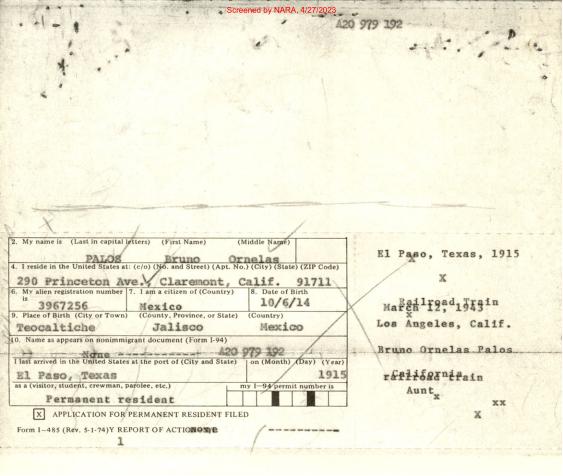 Screened by NARA, 4/27/2023
A20 979 192
2. My name is (Last in capital letters) (First Name) (Middle Name)
PALOS Bruno Ornelas
4. I reside in the United States at: (c/o) (No. and Street) (Apt. No.) (City) (State) (ZIP Code)
290 Princeton Ave., Claremont, Calif. 91711
6. My alien registration number is 7. I am a citizen of (Country) 8. Date of Birth
3967256 Mexico 10/6/14
9. Place of Birth (City or Town) (County, Province, or State) (Country)
Teocaltiche Jalisco Mexico
10. Name as appears on nonimmigrant document (Form I-94)
None ------------ A20 979 192
I last arrived in the United States at the port of (City and State) on (Month) (Day) (Year)
El Paso, Texas 1915
as a (visitor, student, crewman, parolee, etc.) my I-94 permit number is
Permanent resident
X APPLICATION FOR PERMANENT RESIDENT FILED
Form I-485 (Rev. 5-1-74)Y REPORT OF ACTION
1
El Paso, Texas, 1915
X
X
Railroad Train
March 12, 1943
X
Los Angeles, Calif.
Bruno Ornelas Palos
California
railroad train
Aunt
X
XX
X